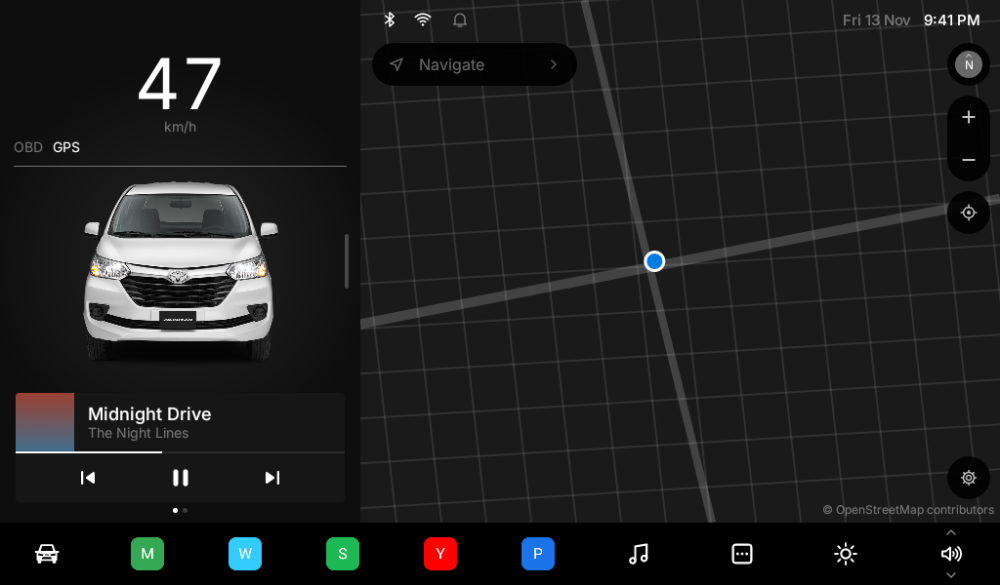 47
km/h
OBD GPS
Midnight Drive
The Night Lines
Navigate
Fri 13 Nov 9:41 PM
N
© OpenStreetMap contributors
M
W
S
Y
P